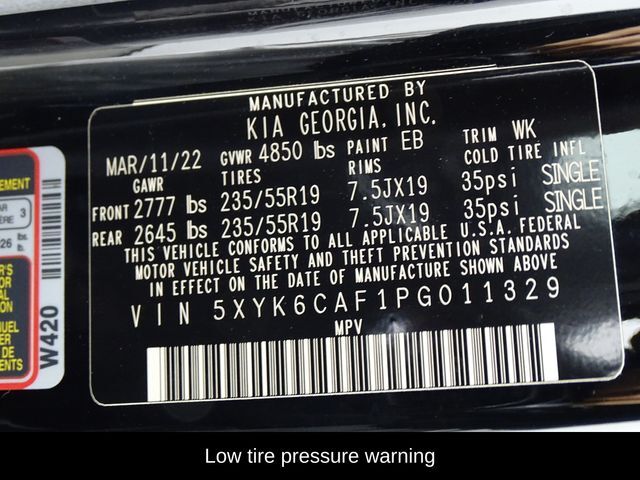 MANUFACTURED BY
KIA GEORGIA, INC.
MAR/11/22 GVWR 4850 lbs PAINT EB TRIM WK
GAWR TIRES RIMS COLD TIRE INFL
FRONT 2777 lbs 235/55R19 7.5JX19 35psi SINGLE
REAR 2645 lbs 235/55R19 7.5JX19 35psi SINGLE
THIS VEHICLE CONFORMS TO ALL APPLICABLE U.S.A. FEDERAL
MOTOR VEHICLE SAFETY AND THEFT PREVENTION STANDARDS
IN EFFECT ON THE DATE OF MANUFACTURE SHOWN ABOVE
VIN 5XYK6CAF1PG011329
MPV
W420
Low tire pressure warning